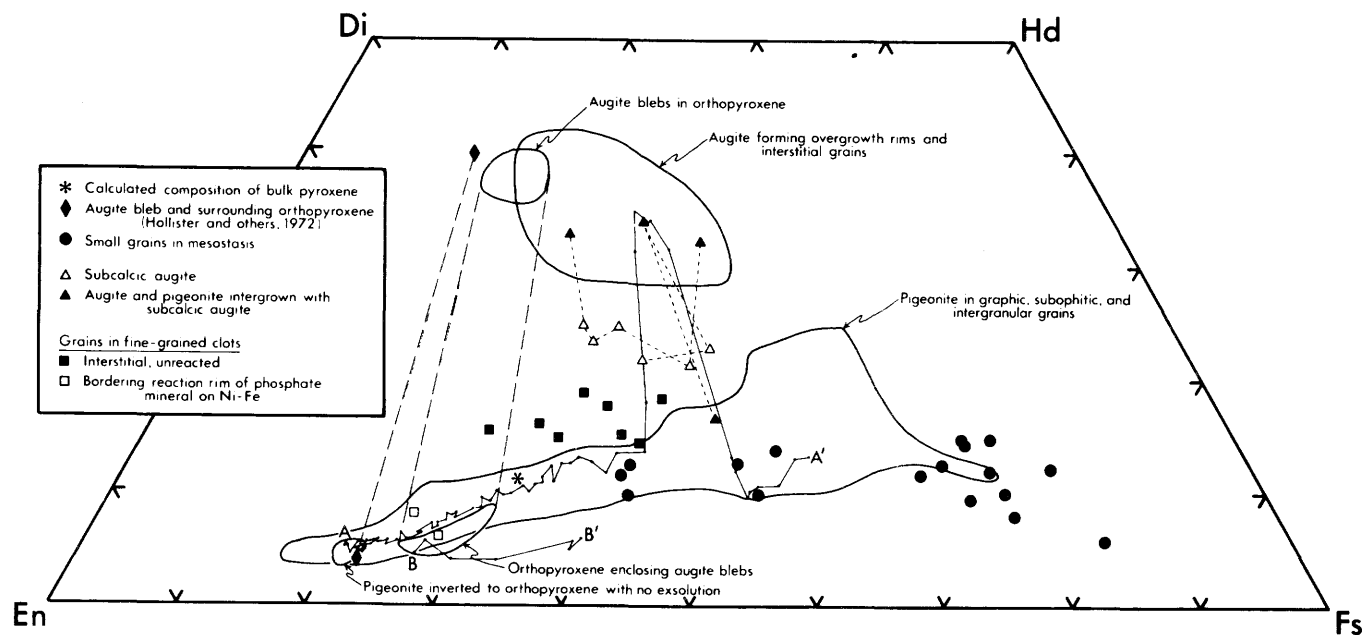 Di
Hd
Augite blebs in orthopyroxene
Augite forming overgrowth rims and
interstitial grains
* Calculated composition of bulk pyroxene
♦ Augite bleb and surrounding orthopyroxene
(Hollister and others, 1972)
● Small grains in mesostasis
△ Subcalcic augite
▲ Augite and pigeonite intergrown with
subcalcic augite
Grains in fine-grained clots
■ Interstitial, unreacted
□ Bordering reaction rim of phosphate
mineral on Ni-Fe
Pigeonite in graphic, subophitic, and
intergranular grains
A'
A
B'
B
Orthopyroxene enclosing augite blebs
Pigeonite inverted to orthopyroxene with no exsolution
En
Fs